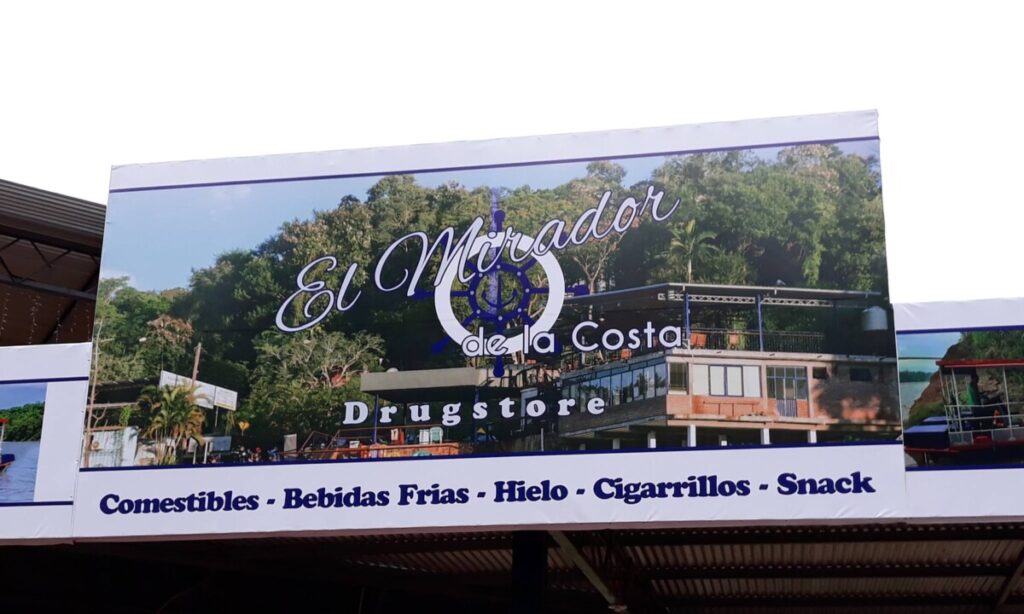 El Mirador
de la Costa
Drugstore
Comestibles - Bebidas Frias - Hielo - Cigarrillos - Snack